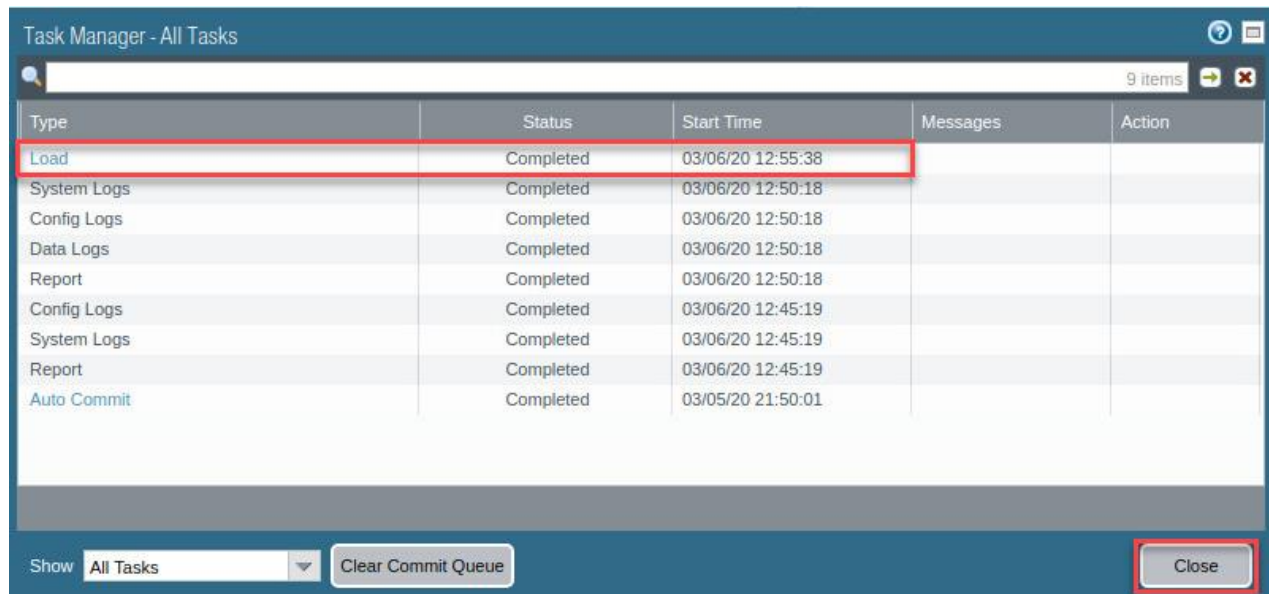 Task Manager - All Tasks
9 items
Type Status Start Time Messages Action
Load Completed 03/06/20 12:55:38
System Logs Completed 03/06/20 12:50:18
Config Logs Completed 03/06/20 12:50:18
Data Logs Completed 03/06/20 12:50:18
Report Completed 03/06/20 12:50:18
Config Logs Completed 03/06/20 12:45:19
System Logs Completed 03/06/20 12:45:19
Report Completed 03/06/20 12:45:19
Auto Commit Completed 03/05/20 21:50:01
Show All Tasks Clear Commit Queue Close